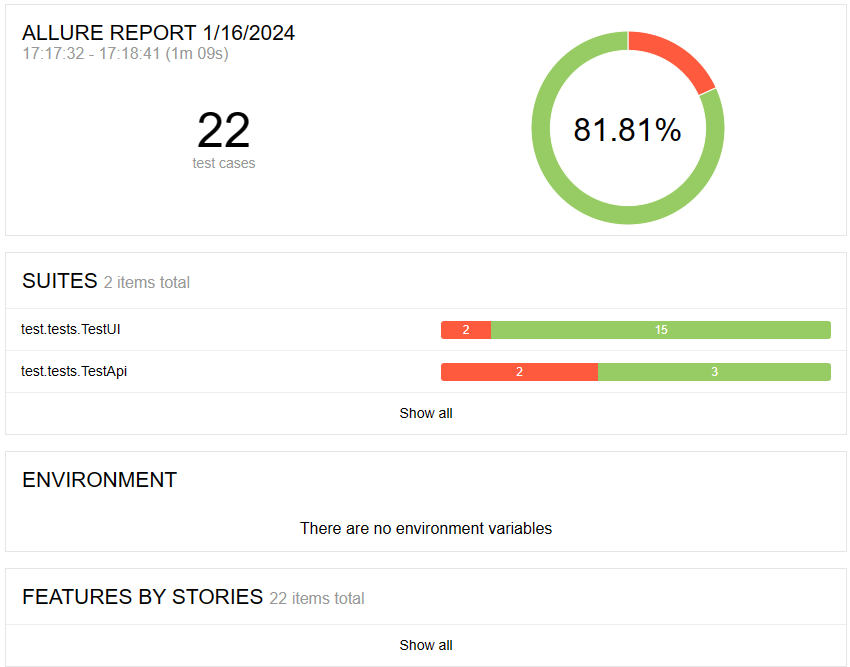 ALLURE REPORT 1/16/2024
17:17:32 - 17:18:41 (1m 09s)
22
test cases
81.81%
SUITES 2 items total
test.tests.TestUI 2 15
test.tests.TestApi 2 3
Show all
ENVIRONMENT
There are no environment variables
FEATURES BY STORIES 22 items total
Show all